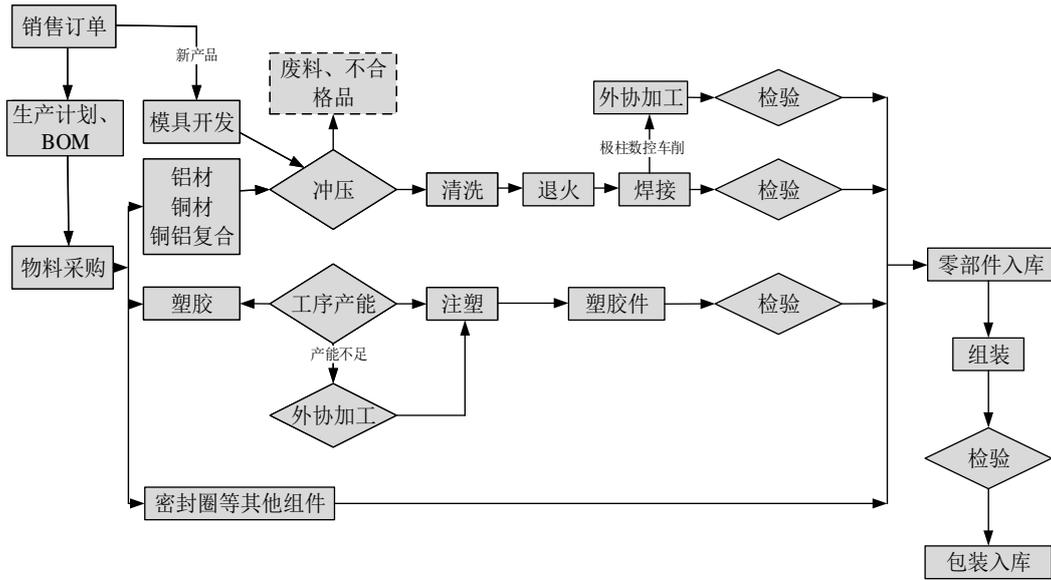 销售订单
新产品
废料、不合
格品
生产计划、
BOM
模具开发
外协加工
检验
极柱数控车削
铝材
铜材
铜铝复合
冲压
清洗
退火
焊接
检验
物料采购
零部件入库
塑胶
工序产能
注塑
塑胶件
检验
产能不足
组装
外协加工
检验
密封圈等其他组件
包装入库